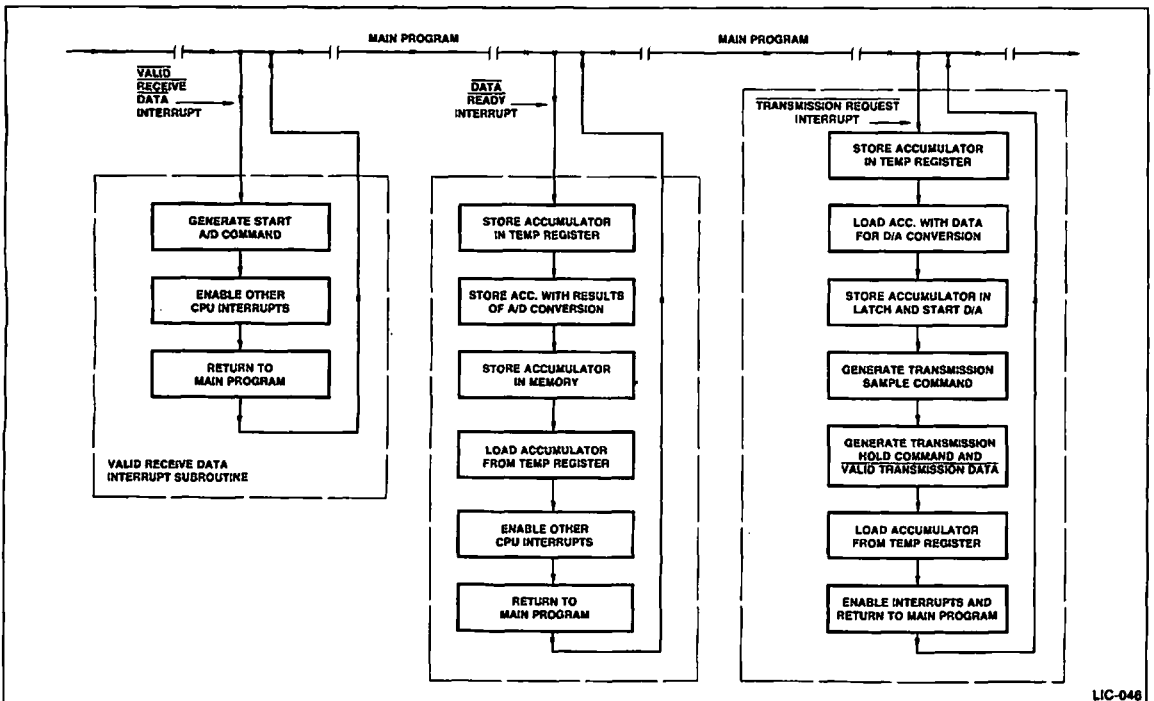 MAIN PROGRAM
MAIN PROGRAM
VALID
RECEIVE
DATA
INTERRUPT
GENERATE START
A/D COMMAND
ENABLE OTHER
CPU INTERRUPTS
RETURN TO
MAIN PROGRAM
VALID RECEIVE DATA
INTERRUPT SUBROUTINE
DATA
READY
INTERRUPT
STORE ACCUMULATOR
IN TEMP REGISTER
STORE ACC. WITH RESULTS
OF A/D CONVERSION
STORE ACCUMULATOR
IN MEMORY
LOAD ACCUMULATOR
FROM TEMP REGISTER
ENABLE OTHER
CPU INTERRUPTS
RETURN TO
MAIN PROGRAM
TRANSMISSION REQUEST
INTERRUPT
STORE ACCUMULATOR
IN TEMP REGISTER
LOAD ACC. WITH DATA
FOR D/A CONVERSION
STORE ACCUMULATOR IN
LATCH AND START D/A
GENERATE TRANSMISSION
SAMPLE COMMAND
GENERATE TRANSMISSION
HOLD COMMAND AND
VALID TRANSMISSION DATA
LOAD ACCUMULATOR
FROM TEMP REGISTER
ENABLE INTERRUPTS AND
RETURN TO MAIN PROGRAM
LIC-046